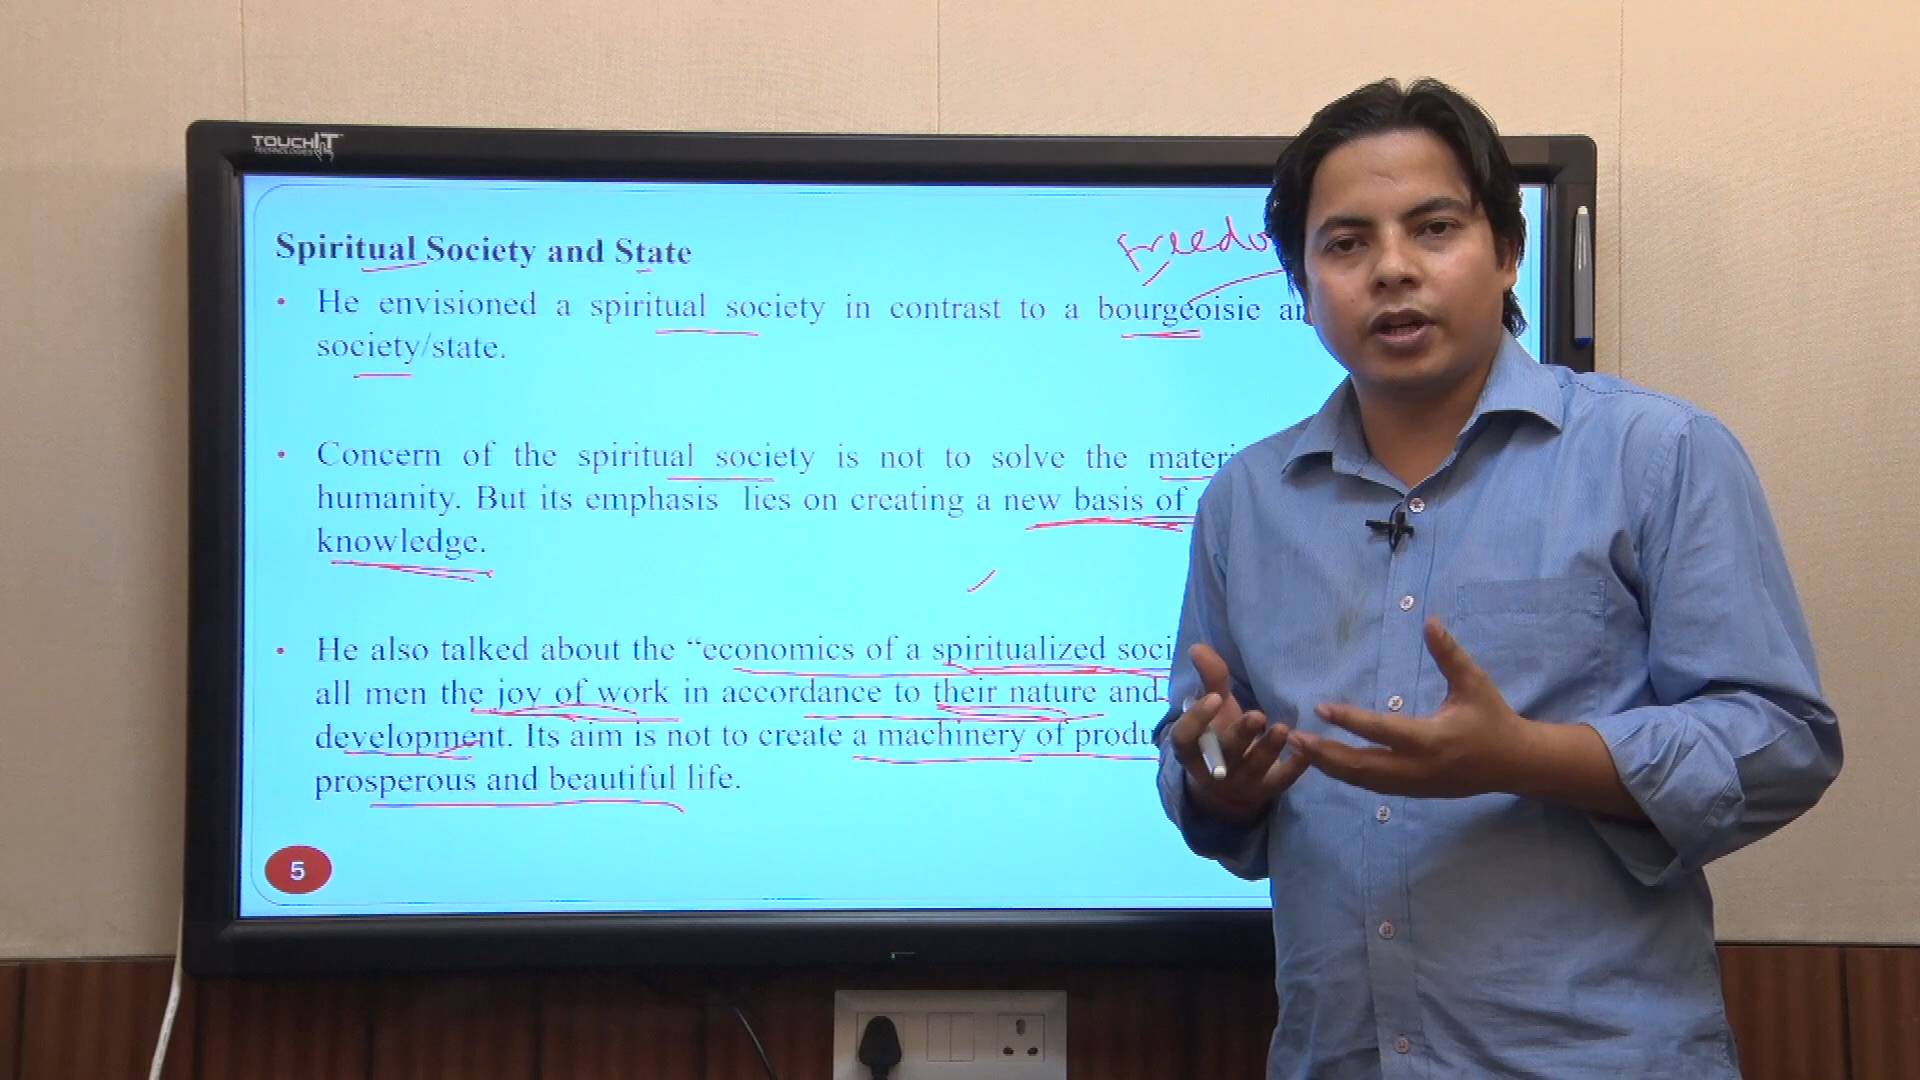 TOUCHIT
TECHNOLOGIES
Spiritual Society and State
• He envisioned a spiritual society in contrast to a bourgeoisie
society/state.
• Concern of the spiritual society is not to solve the
humanity. But its emphasis lies on creating a new basis of
knowledge.
• He also talked about the “economics of a spiritualized
all men the joy of work in accordance to their nature and
development. Its aim is not to create a machinery of
prosperous and beautiful life.
5